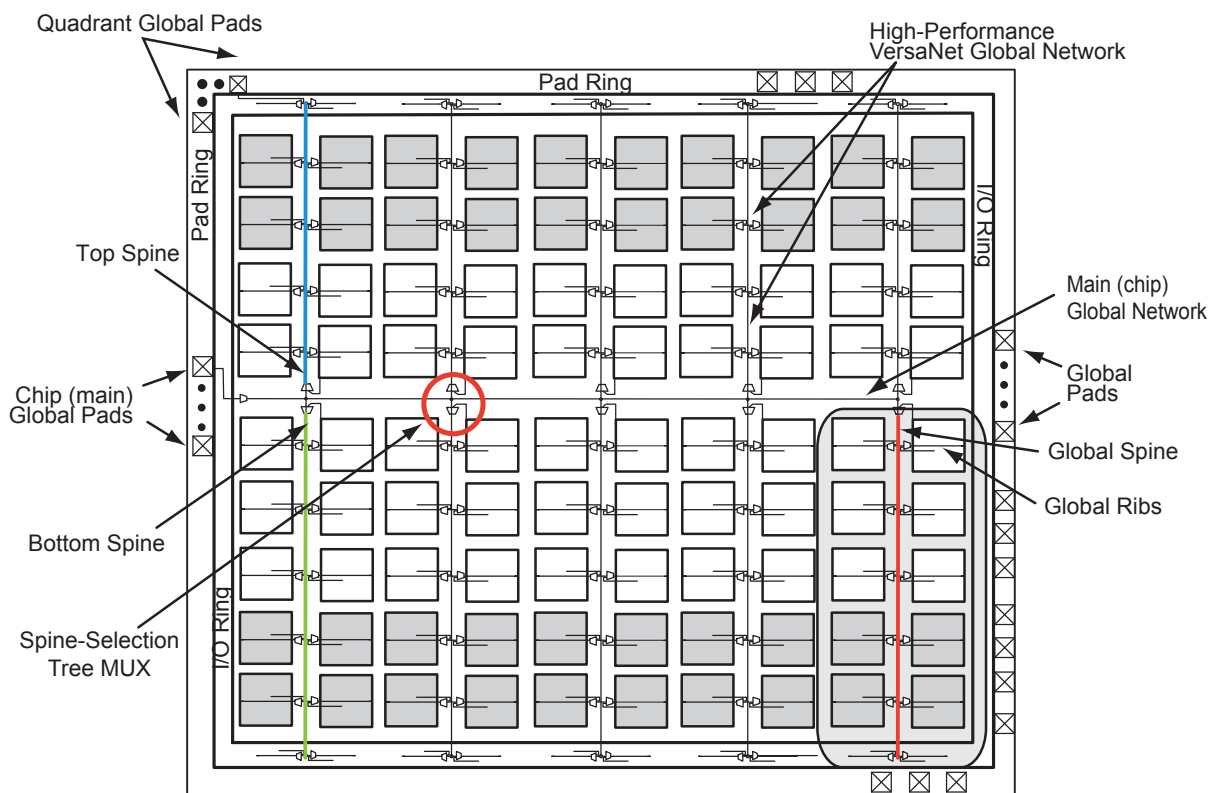 Quadrant Global Pads
High-Performance
VersaNet Global Network
Pad Ring
Pad Ring
I/O Ring
Top Spine
Main (chip)
Global Network
Chip (main)
Global Pads
Global
Pads
Global Spine
Global Ribs
Bottom Spine
I/O Ring
Spine-Selection
Tree MUX